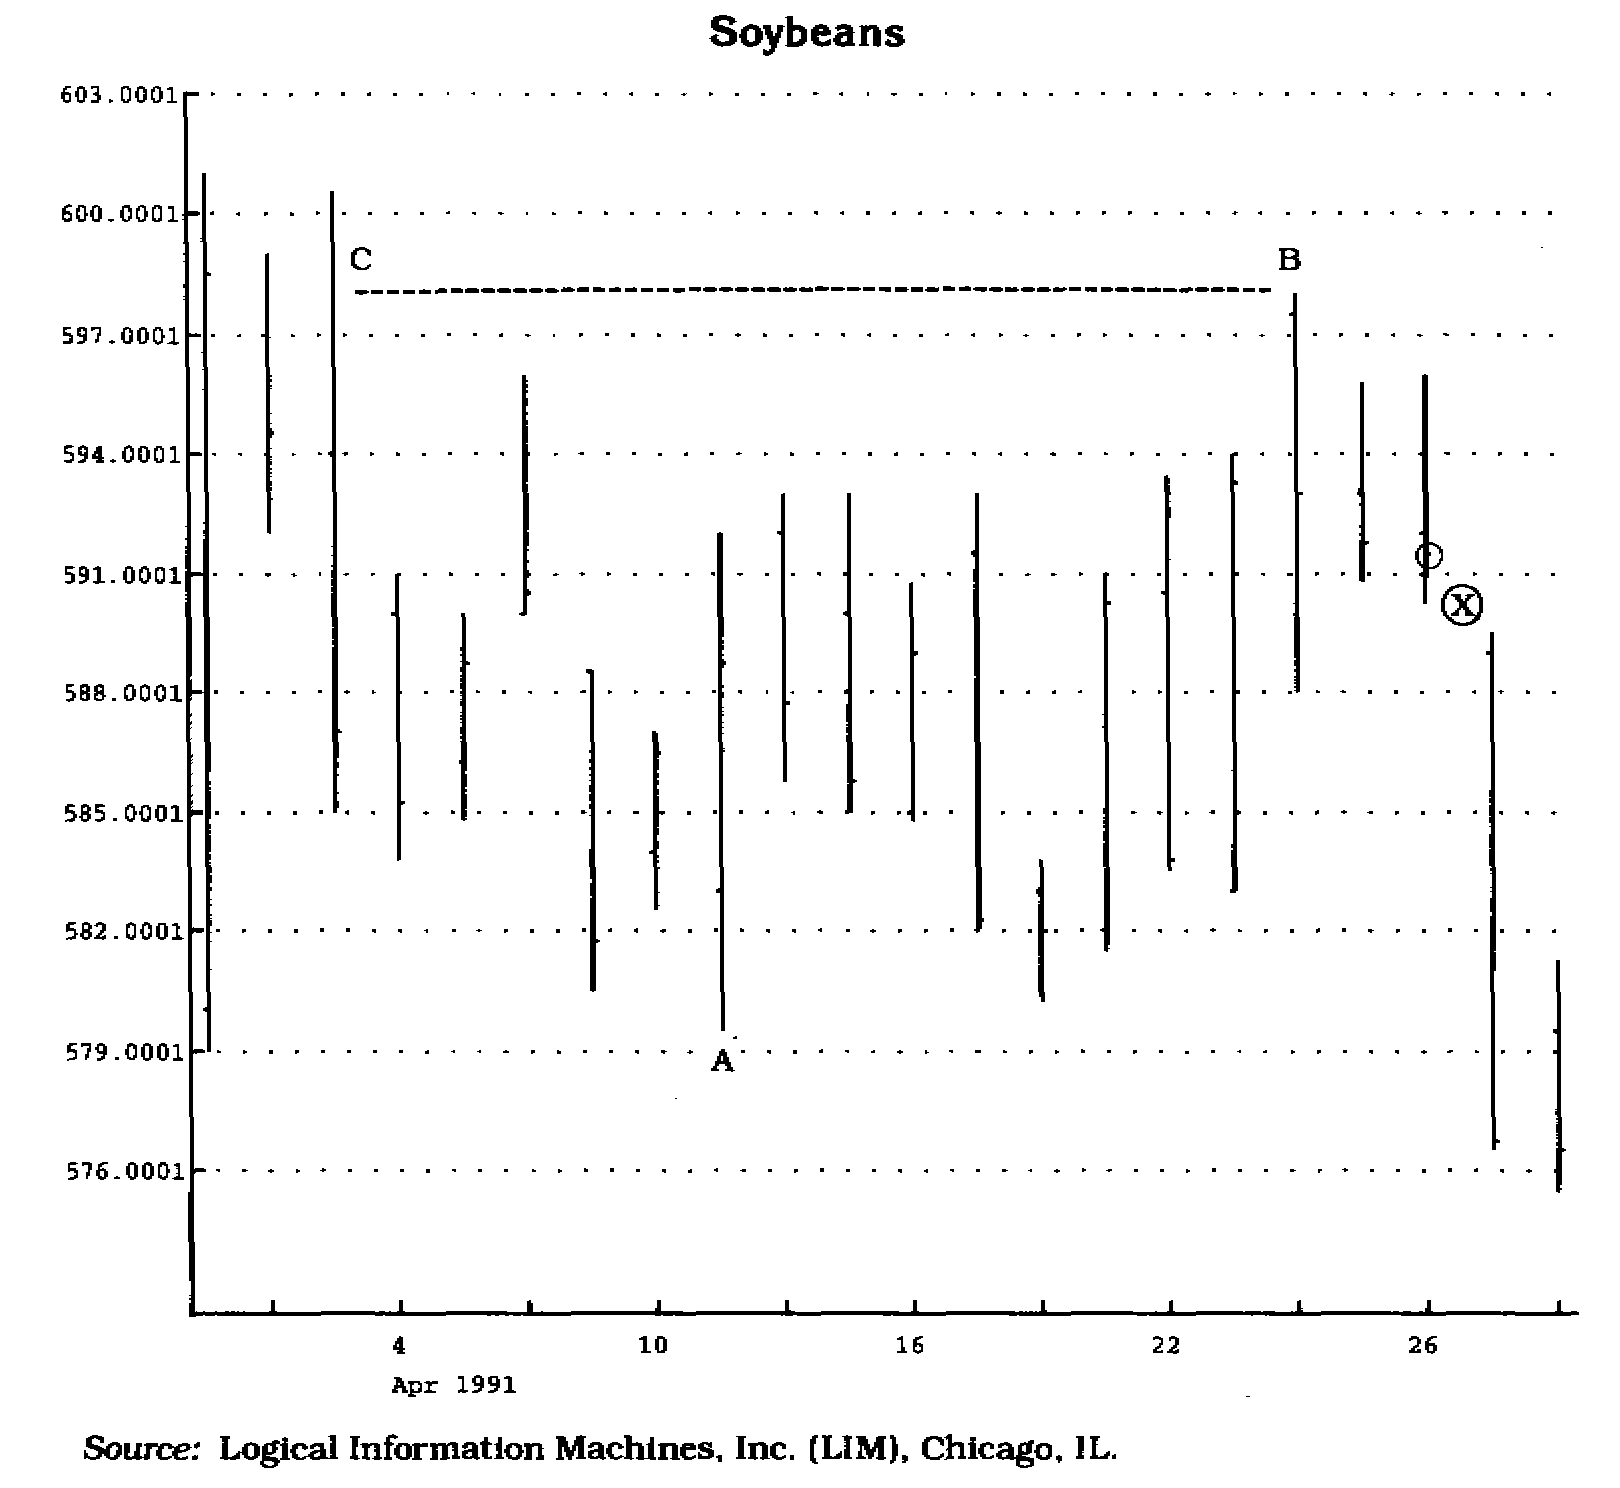 Soybeans
603.0001
600.0001
C
B
597.0001
594.0001
591.0001
X
588.0001
585.0001
582.0001
579.0001
A
576.0001
4 10 16 22 26
Apr 1991
Source: Logical Information Machines, Inc. (LIM), Chicago, IL.